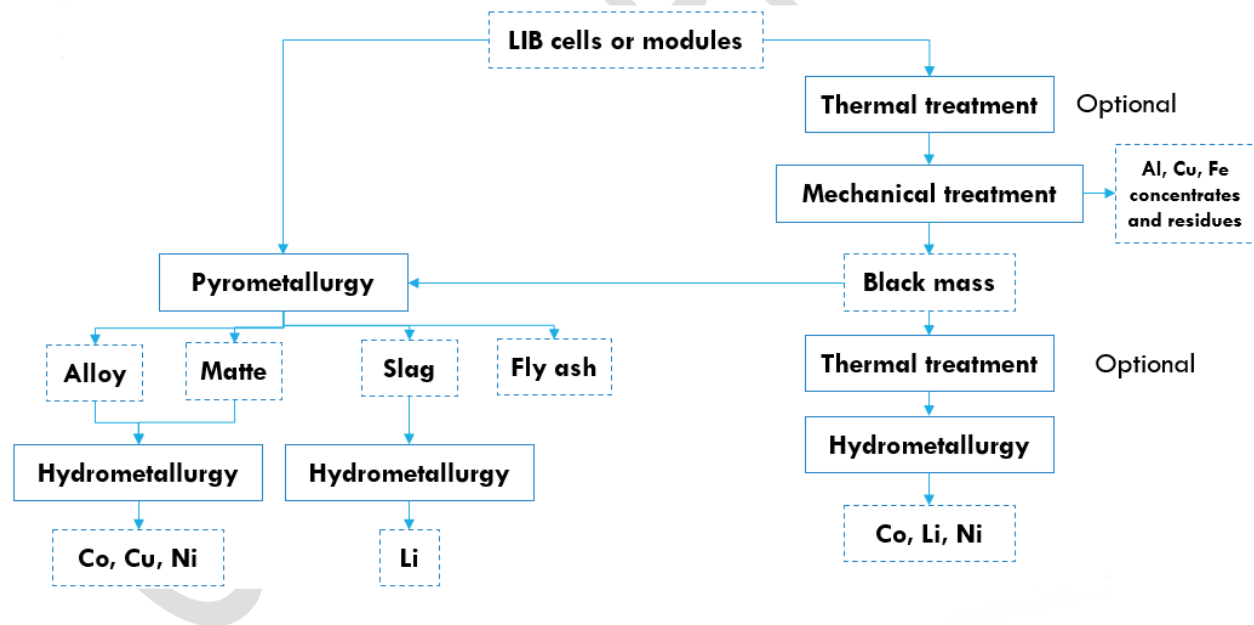 LIB cells or modules
Thermal treatment
Optional
Mechanical treatment
Al, Cu, Fe
concentrates
and residues
Pyrometallurgy
Black mass
Alloy
Matte
Slag
Fly ash
Thermal treatment
Optional
Hydrometallurgy
Hydrometallurgy
Hydrometallurgy
Co, Cu, Ni
Li
Co, Li, Ni